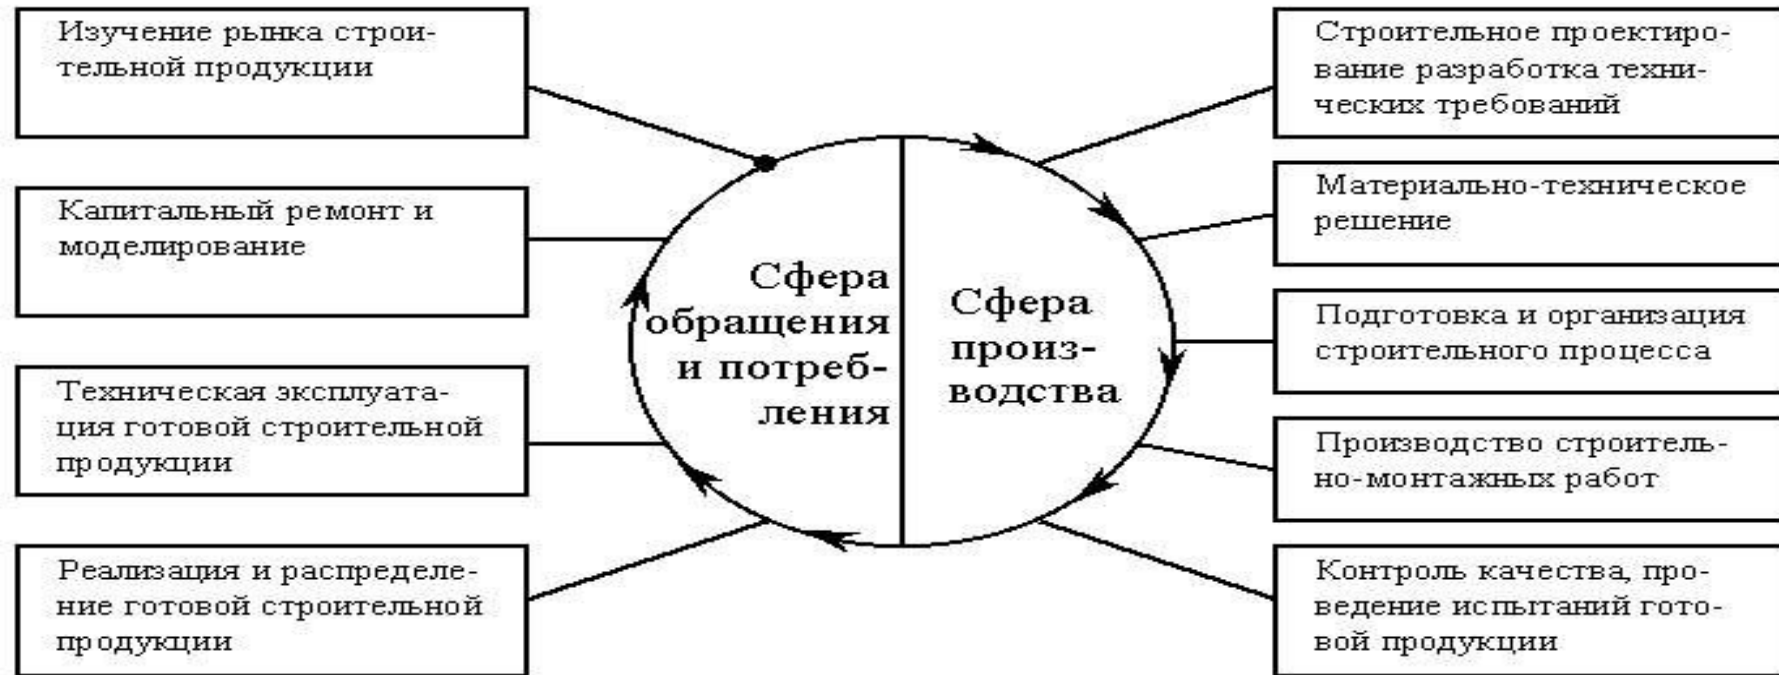 Изучение рынка строи-
тельной продукции
Капитальный ремонт и
моделирование
Техническая эксплуата-
ция готовой строительной
продукции
Реализация и распределе-
ние готовой строительной
продукции
Сфера
обращения
и потреб-
ления
Сфера
произ-
водства
Строительное проектиро-
вание разработка техни-
ческих требований
Материально-техническое
решение
Подготовка и организация
строительного процесса
Производство строитель-
но-монтажных работ
Контроль качества, про-
ведение испытаний гото-
вой продукции